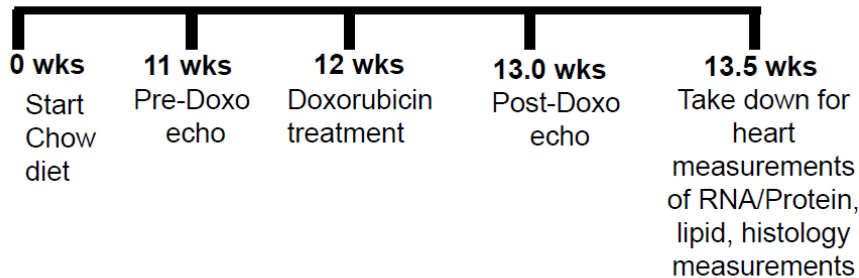 0 wks
Start
Chow
diet
11 wks
Pre-Doxo
echo
12 wks
Doxorubicin
treatment
13.0 wks
Post-Doxo
echo
13.5 wks
Take down for
heart
measurements
of RNA/Protein,
lipid, histology
measurements